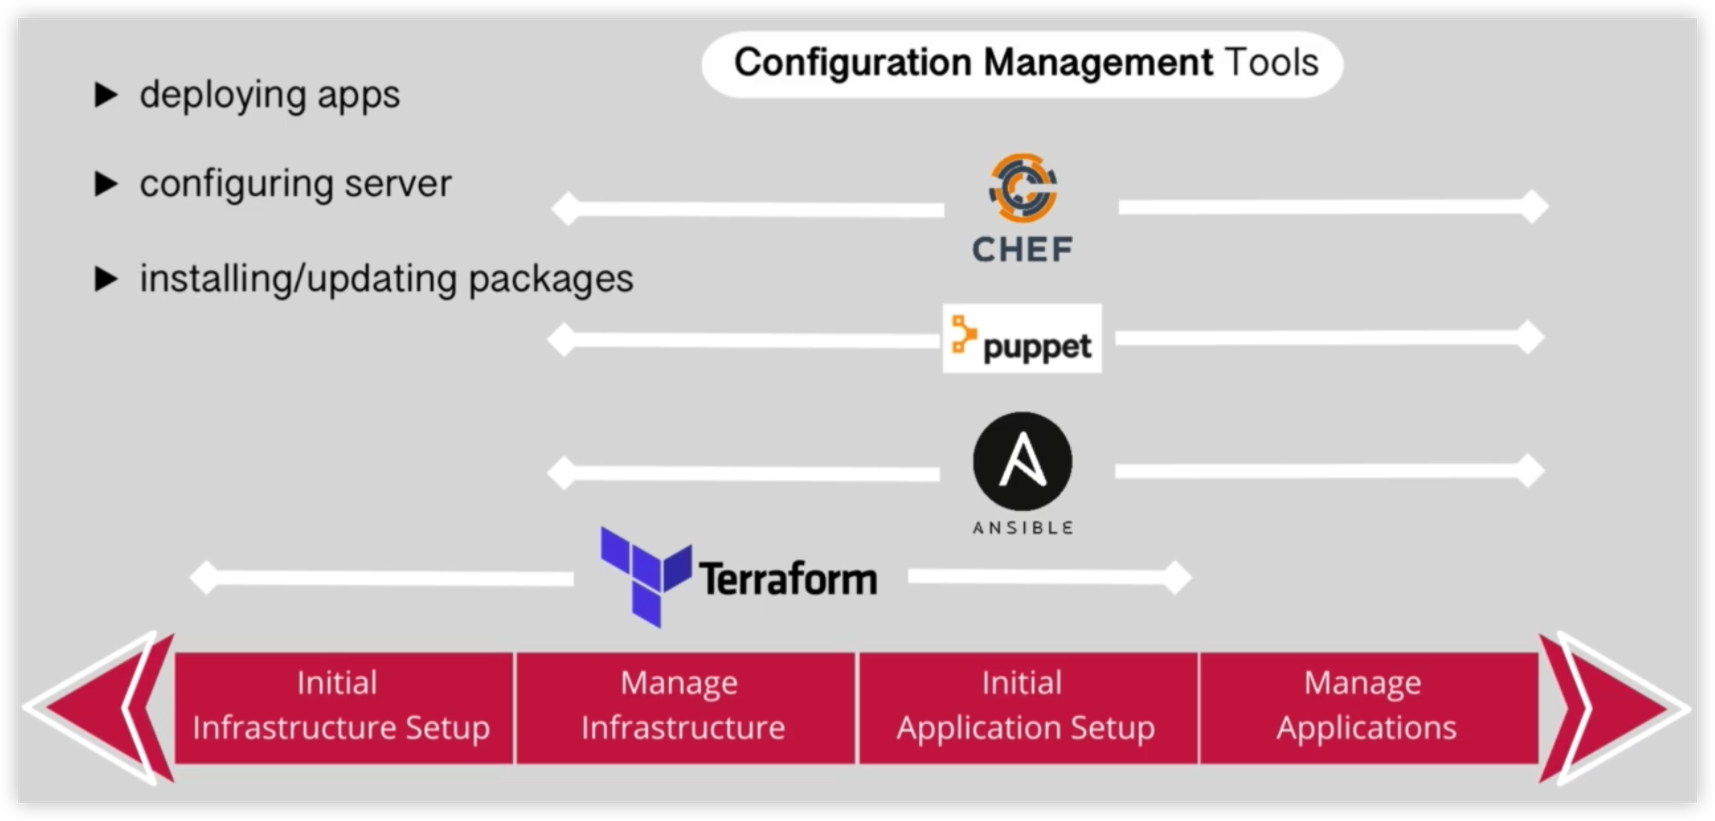 Configuration Management Tools
deploying apps
configuring server
installing/updating packages
CHEF
puppet
ANSIBLE
Terraform
Initial
Infrastructure Setup
Manage
Infrastructure
Initial
Application Setup
Manage
Applications